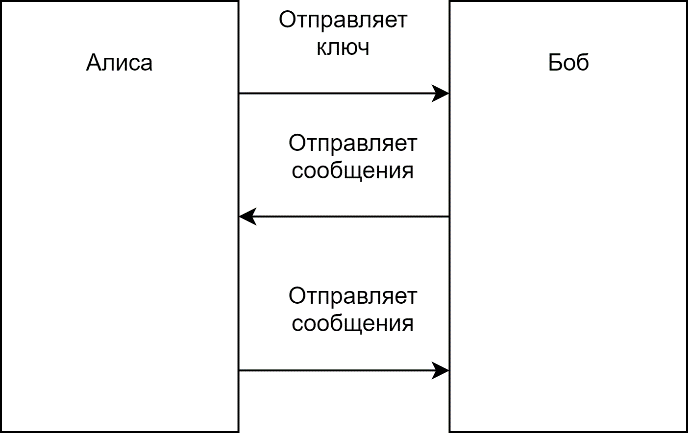 Отправляет
ключ
Алиса
Боб
Отправляет
сообщения
Отправляет
сообщения